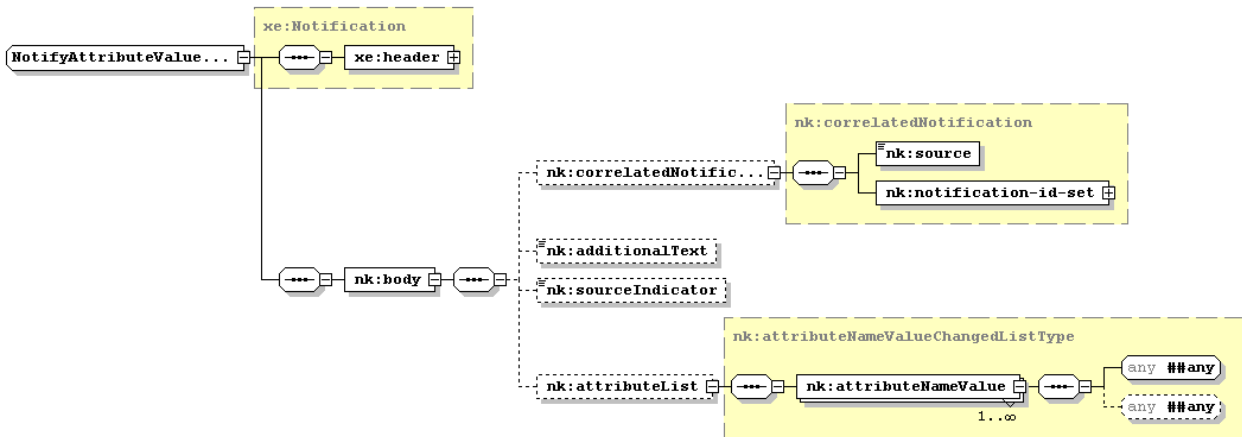 xe:Notification
NotifyAttributeValue...
xe:header
nk:correlatedNotification
nk:source
nk:correlatedNotific...
nk:notification-id-set
nk:additionalText
nk:body
nk:sourceIndicator
nk:attributeNameValueChangedListType
any ##any
nk:attributeList
nk:attributeNameValue
any ##any
1..∞